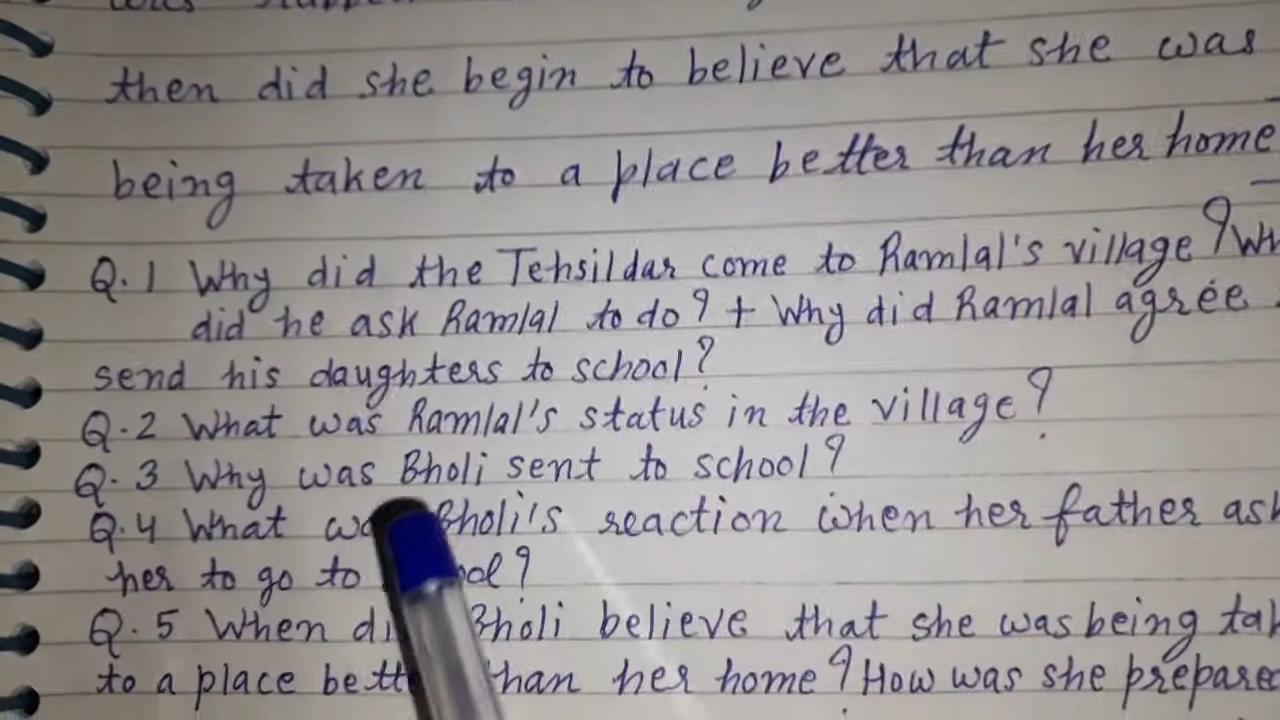 then did she begin to believe that she was
being taken to a place better than her home
Q.1 Why did the Tehsildar come to Ramlal's village?
did he ask Ramlal to do? + Why did Ramlal agree
send his daughters to school?
Q.2 What was Ramlal's status in the village?
Q.3 Why was Bholi sent to school?
Q.4 What Bholi's reaction when her father
her to go to
Q.5 When Bholi believe that she was being
to a place than her home? How was she